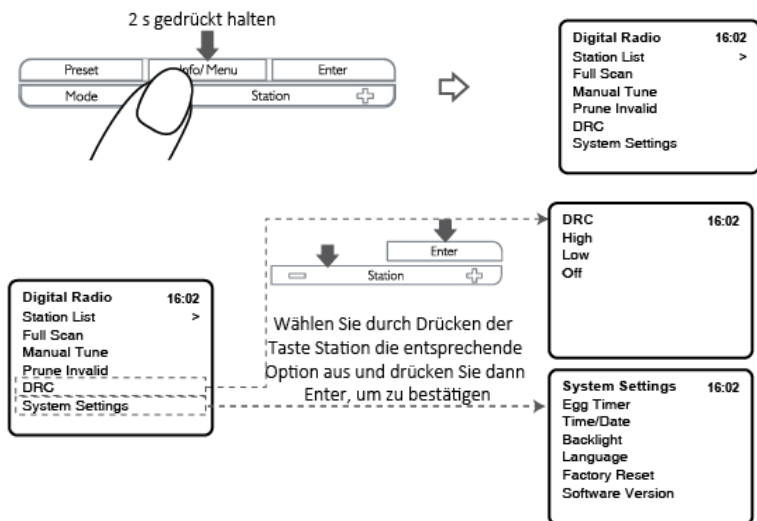 2 s gedrückt halten
Preset Info/Menu Enter
Mode Station
Digital Radio 16:02
Station List >
Full Scan
Manual Tune
Prune Invalid
DRC
System Settings
Digital Radio 16:02
Station List >
Full Scan
Manual Tune
Prune Invalid
DRC
System Settings
Enter
Station
Wählen Sie durch Drücken der
Taste Station die entsprechende
Option aus und drücken Sie dann
Enter, um zu bestätigen
DRC 16:02
High
Low
Off
System Settings 16:02
Egg Timer
Time/Date
Backlight
Language
Factory Reset
Software Version